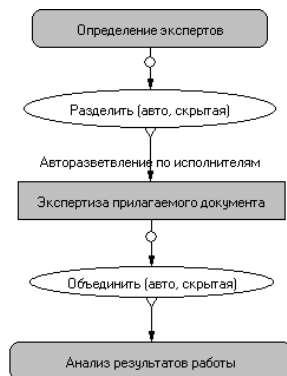 Определение экспертов
Разделить (авто, скрытая)
Авторазветвление по исполнителям
Экспертиза прилагаемого документа
Объединить (авто, скрытая)
Анализ результатов работы